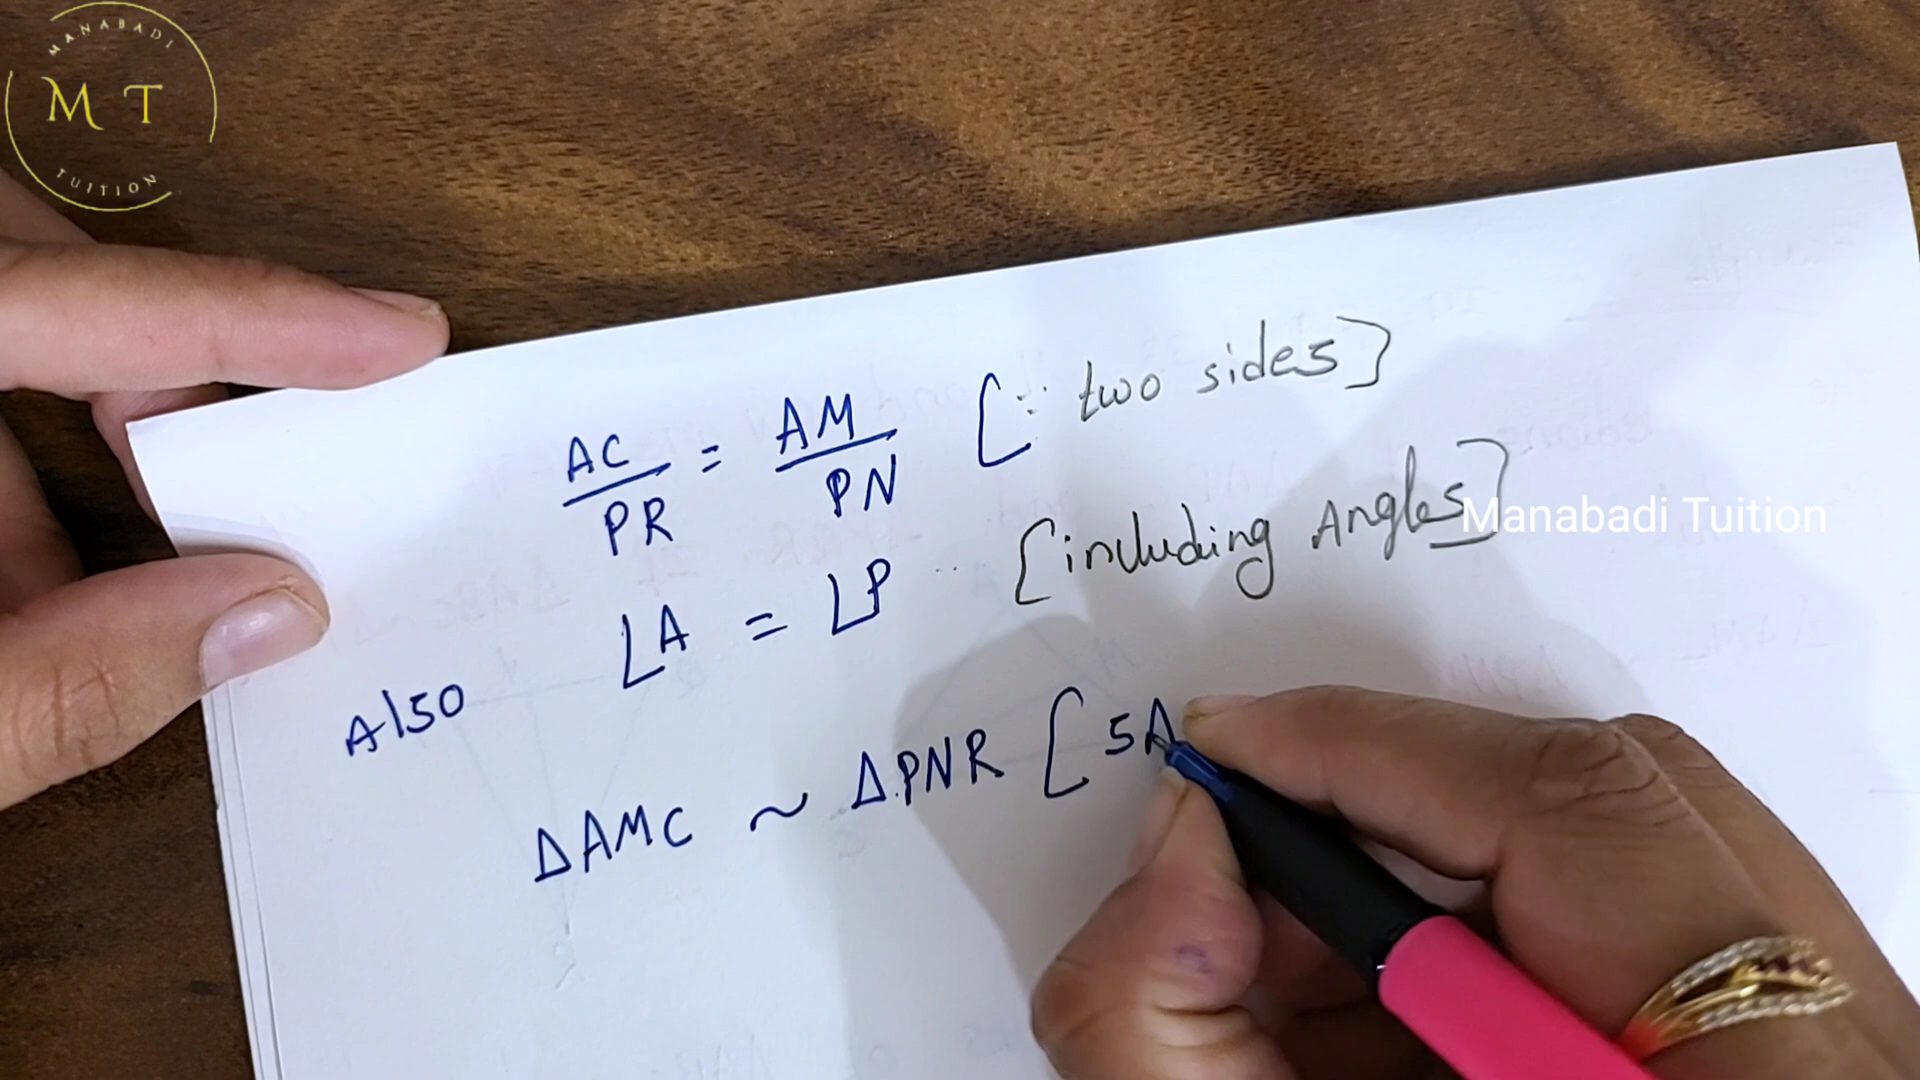 MANABADI
M T
TUITION
AC/PR = AM/PN [∵ two sides]
∠A = ∠P [including Angles]
Manabadi Tuition
Also
ΔAMC ~ ΔPNR [SA